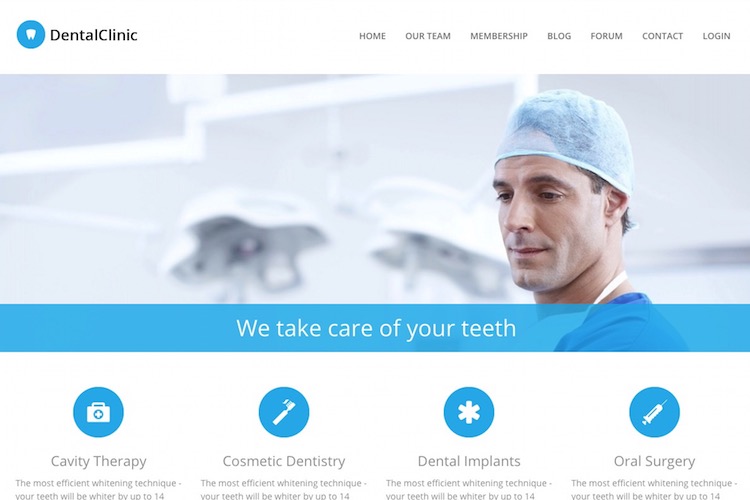 DentalClinic
HOME OUR TEAM MEMBERSHIP BLOG FORUM CONTACT LOGIN
We take care of your teeth
Cavity Therapy
The most efficient whitening technique -
your teeth will be whiter by up to 14
Cosmetic Dentistry
The most efficient whitening technique -
your teeth will be whiter by up to 14
Dental Implants
The most efficient whitening technique -
your teeth will be whiter by up to 14
Oral Surgery
The most efficient whitening technique -
your teeth will be whiter by up to 14